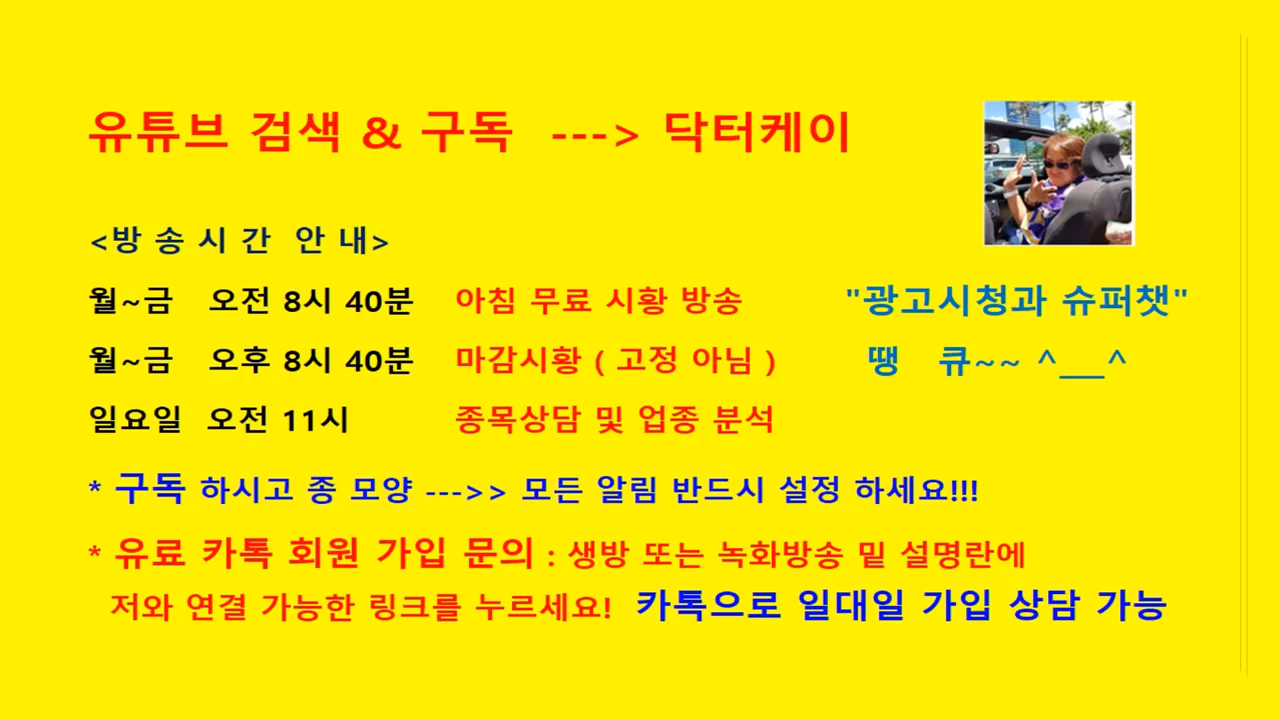 유튜브 검색 & 구독 ---> 닥터케이
<방 송 시 간 안 내>
월~금 오전 8시 40분 아침 무료 시황 방송 "광고시청과 슈퍼챗"
월~금 오후 8시 40분 마감시황 ( 고정 아님 ) 땡 큐~~ ^__^
일요일 오전 11시 종목상담 및 업종 분석
* 구독 하시고 종 모양 --->> 모든 알림 반드시 설정 하세요!!!
* 유료 카톡 회원 가입 문의 : 생방 또는 녹화방송 밑 설명란에
저와 연결 가능한 링크를 누르세요! 카톡으로 일대일 가입 상담 가능